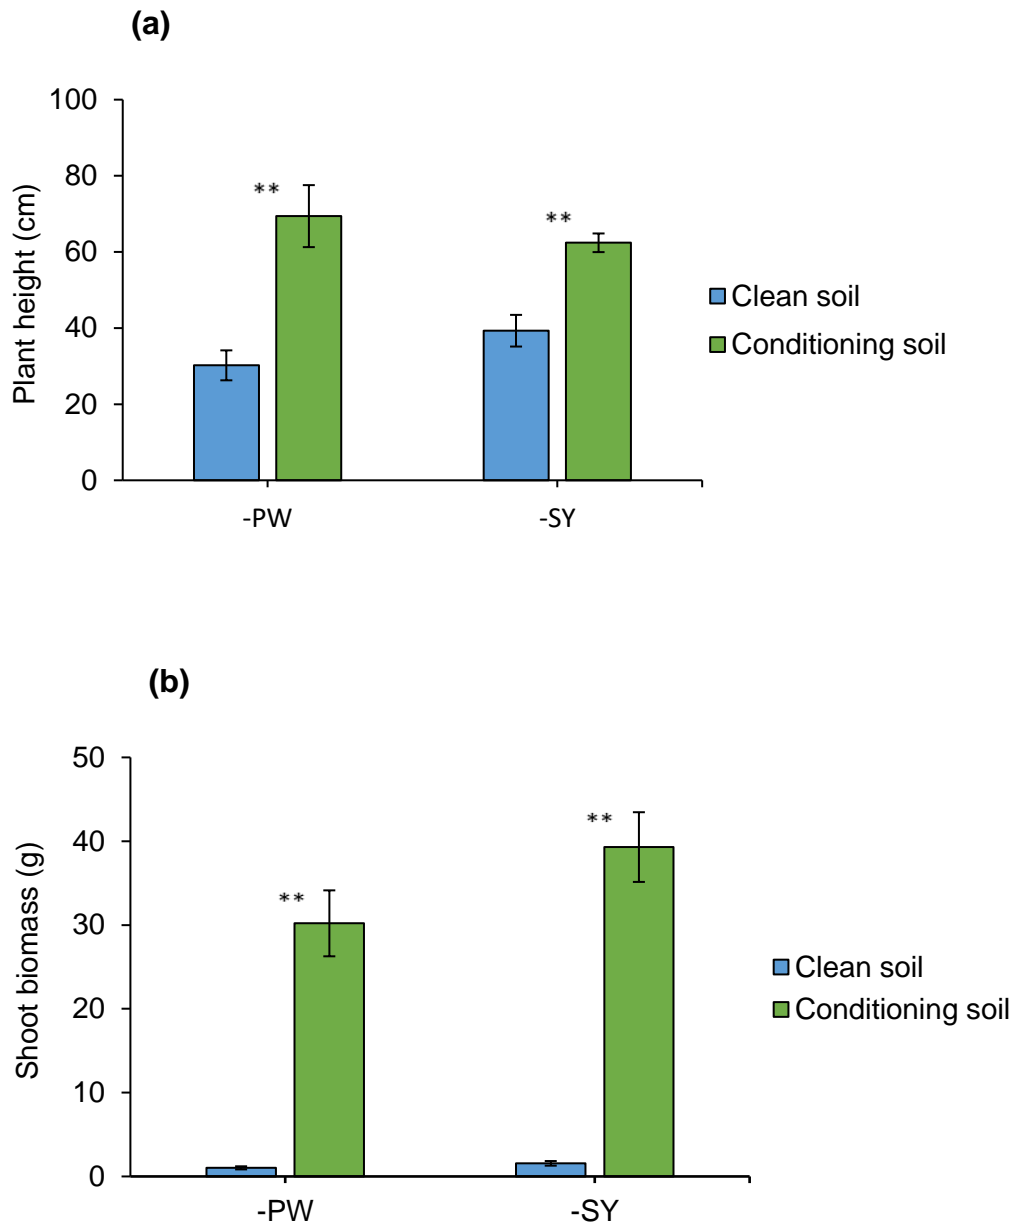 (a)
100
80
60
40
20
0
Plant height (cm)
**
**
-PW
-SY
Clean soil
Conditioning soil
(b)
50
40
30
20
10
0
Shoot biomass (g)
**
**
-PW
-SY
Clean soil
Conditioning soil